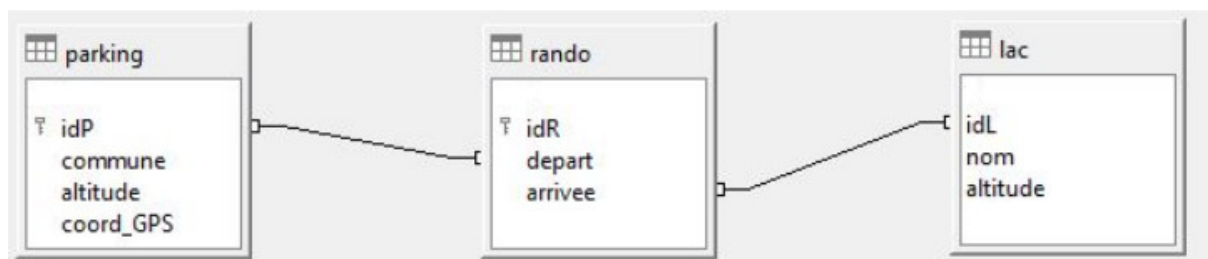 parking
idP
commune
altitude
coord_GPS
rando
idR
depart
arrivee
lac
idL
nom
altitude